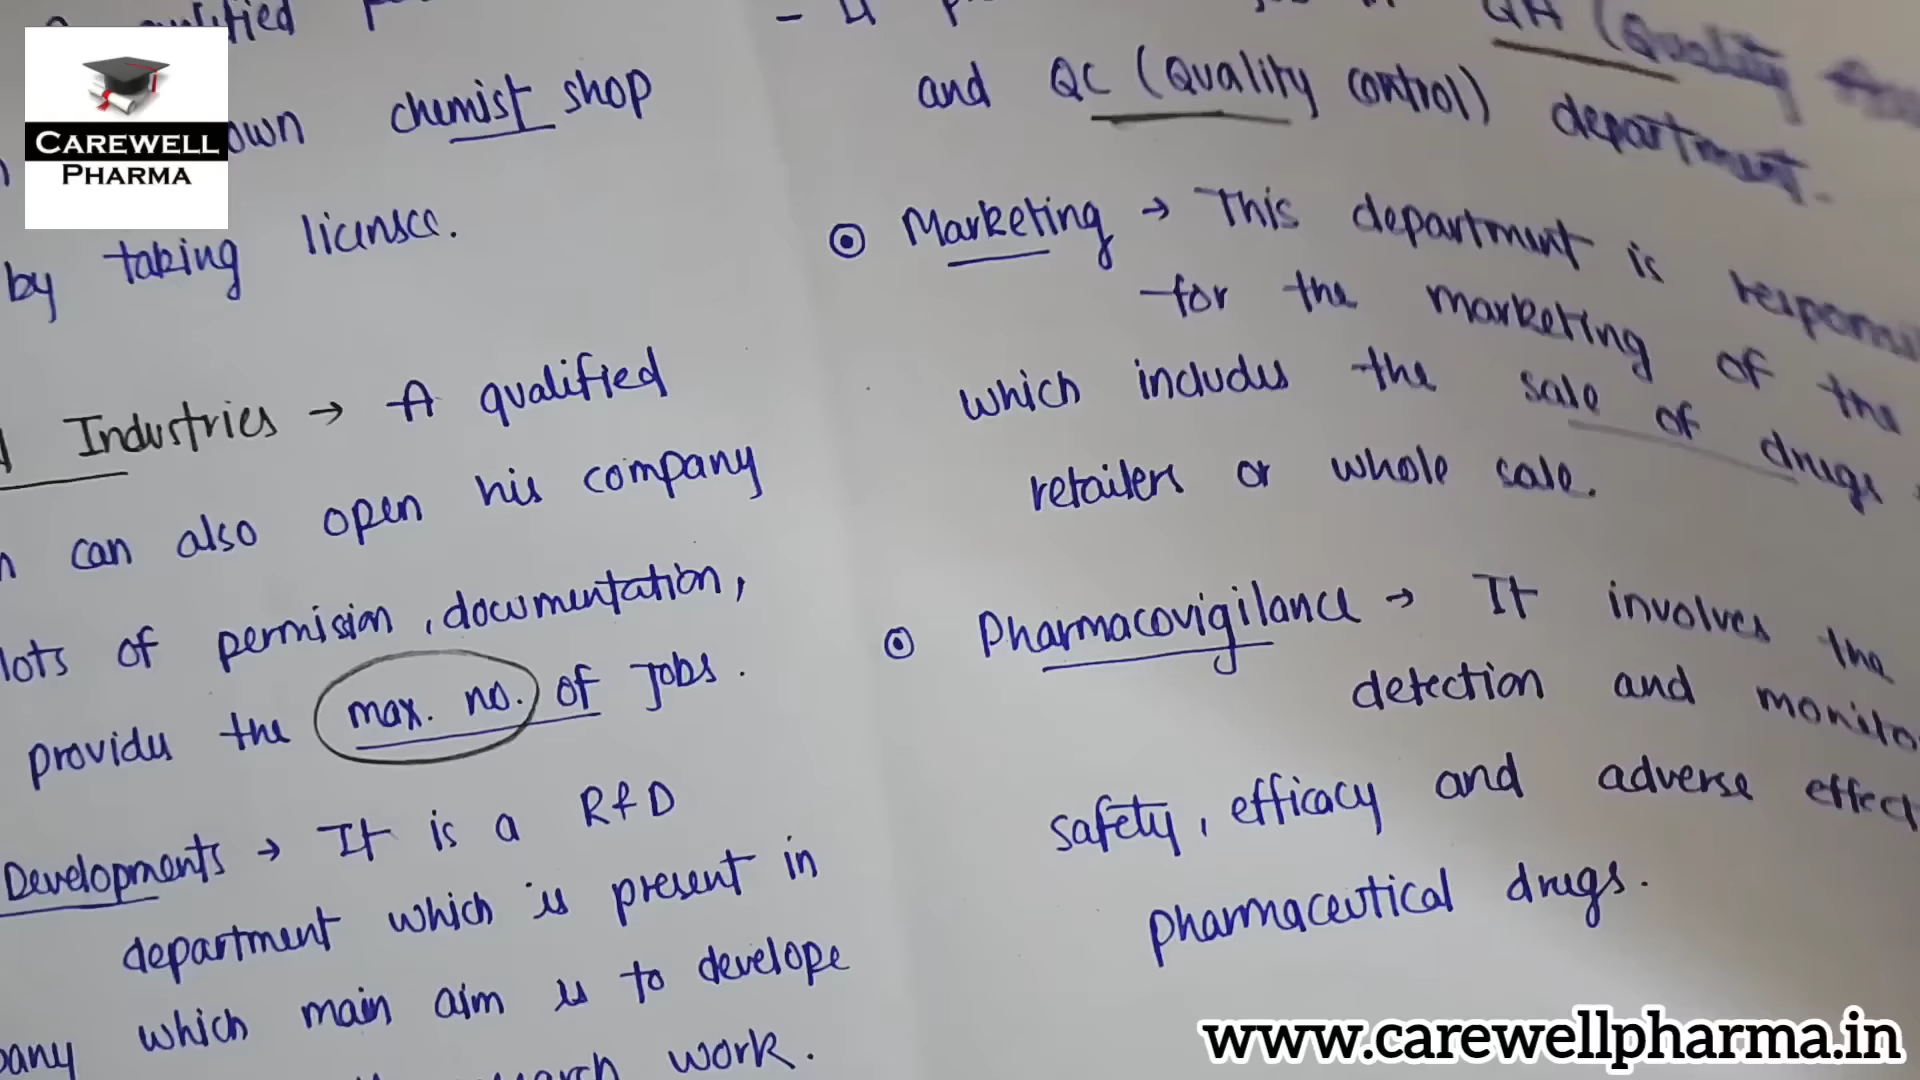 CAREWELL
PHARMA
qualified
own chemist shop
by taking license.
Industries → A qualified
can also open his company
lots of permision, documentation,
provides the max. no. of Jobs.
Developments → It is a R&D
department which is present in
which main aim is to develope
work.
and QC (Quality control) department.
⊙ Marketing → This department is
for the marketing of the
which includes the sale of drugs
retailers or whole sale.
⊙ Pharmacovigilance → It involves the
detection and
safety, efficacy and adverse effect
pharmaceutical drugs.
www.carewellpharma.in